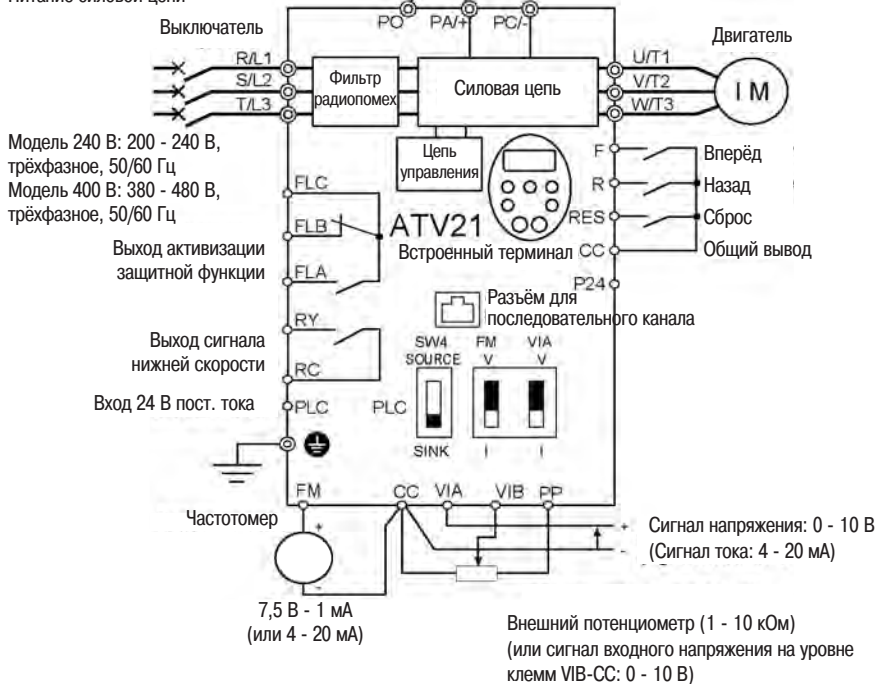 Питание силовой цепи
PO PA/+ PC/-
Выключатель
Двигатель
R/L1
S/L2
T/L3
Фильтр
радиопомех
Силовая цепь
U/T1
V/T2
W/T3
I M
Модель 240 В: 200 - 240 В,
трёхфазное, 50/60 Гц
Модель 400 В: 380 - 480 В,
трёхфазное, 50/60 Гц
Цепь
управления
F Вперёд
R Назад
RES Сброс
CC Общий вывод
P24
FLC
FLB
FLA
ATV21
Встроенный терминал
Выход активизации
защитной функции
Разъём для
последовательного канала
RY
RC
Выход сигнала
нижней скорости
SW4 FM VIA
SOURCE V V
Вход 24 В пост. тока
PLC
PLC
SINK I I
FM CC VIA VIB PP
Частотомер
+
-
+
-
Сигнал напряжения: 0 - 10 В
(Сигнал тока: 4 - 20 мА)
7,5 В - 1 мА
(или 4 - 20 мА)
Внешний потенциометр (1 - 10 кОм)
(или сигнал входного напряжения на уровне
клемм VIB-CC: 0 - 10 В)